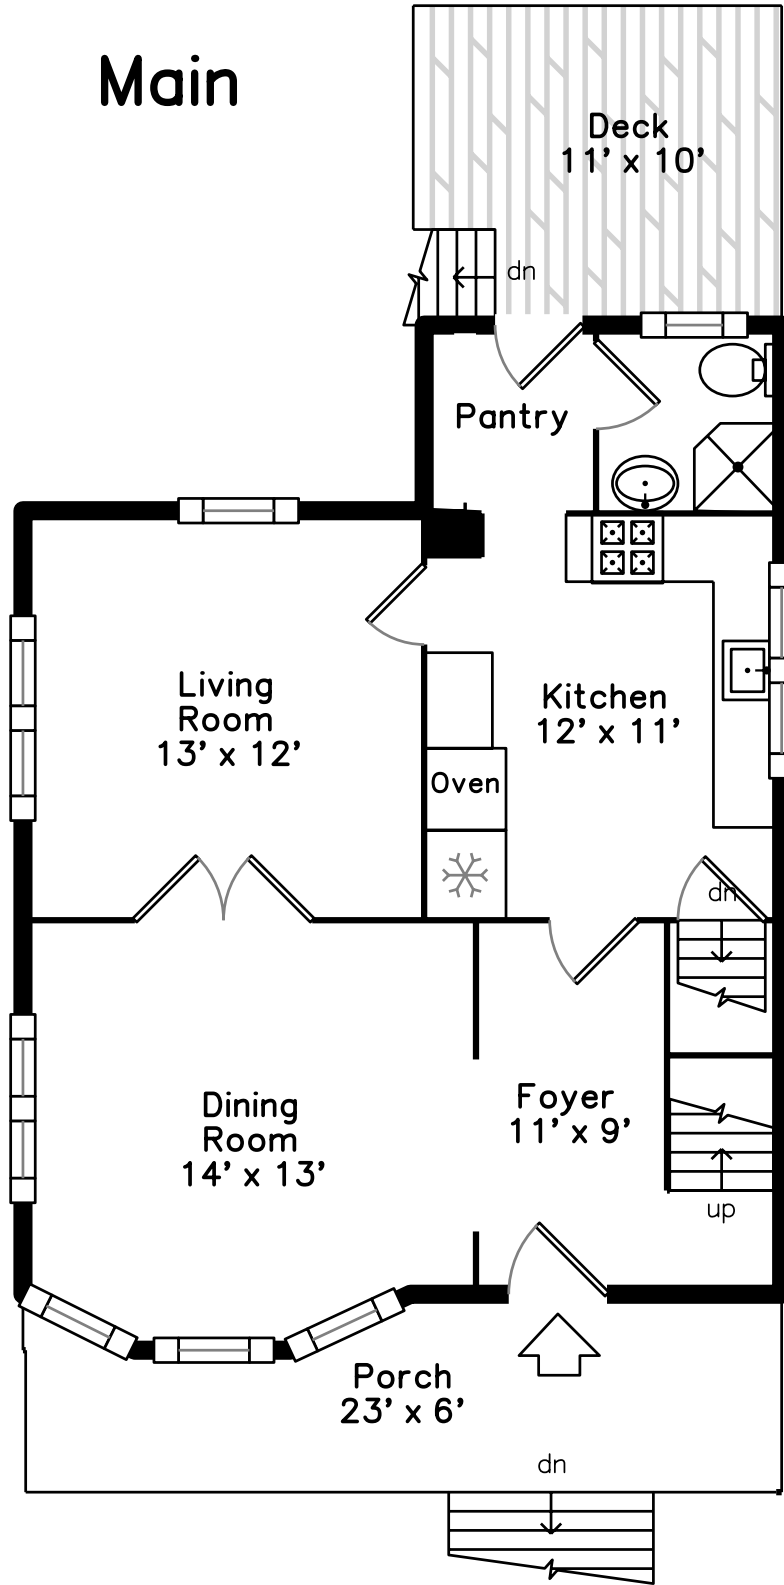 Main
Deck
11' x 10'
dn
Pantry
Living
Room
13' x 12'
Kitchen
12' x 11'
Oven
dn
Dining
Room
14' x 13'
Foyer
11' x 9'
up
Porch
23' x 6'
dn